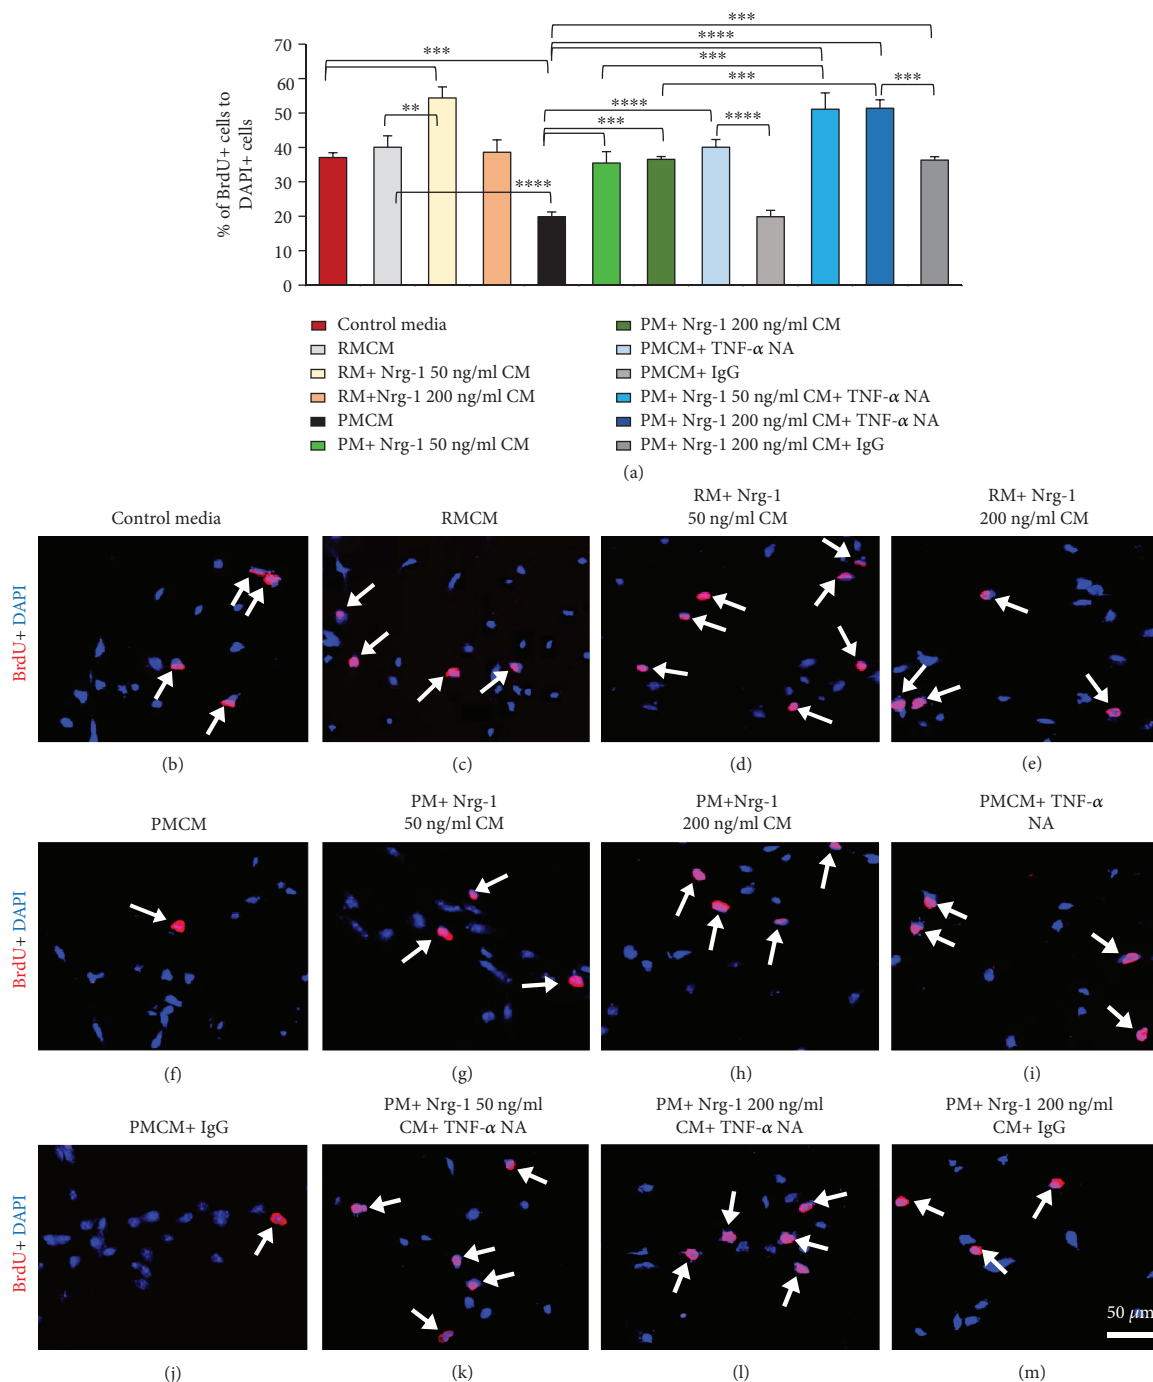 ***
****
***
***
***
***
**
****
***
****
****
70
60
50
40
30
20
10
0
% of BrdU+ cells to
DAPI+ cells
Control media
RMCM
RM+ Nrg-1 50 ng/ml CM
RM+Nrg-1 200 ng/ml CM
PMCM
PM+ Nrg-1 50 ng/ml CM
PM+ Nrg-1 200 ng/ml CM
PMCM+ TNF-α NA
PMCM+ IgG
PM+ Nrg-1 50 ng/ml CM+ TNF-α NA
PM+ Nrg-1 200 ng/ml CM+ TNF-α NA
PM+ Nrg-1 200 ng/ml CM+ IgG
(a)
Control media
RMCM
RM+ Nrg-1
50 ng/ml CM
RM+ Nrg-1
200 ng/ml CM
BrdU+ DAPI
(b)
(c)
(d)
(e)
PMCM
PM+ Nrg-1
50 ng/ml CM
PM+Nrg-1
200 ng/ml CM
PMCM+ TNF-α
NA
BrdU+ DAPI
(f)
(g)
(h)
(i)
PMCM+ IgG
PM+ Nrg-1 50 ng/ml
CM+ TNF-α NA
PM+ Nrg-1 200 ng/ml
CM+ TNF-α NA
PM+ Nrg-1 200 ng/ml
CM+ IgG
BrdU+ DAPI
50 μm
(j)
(k)
(l)
(m)